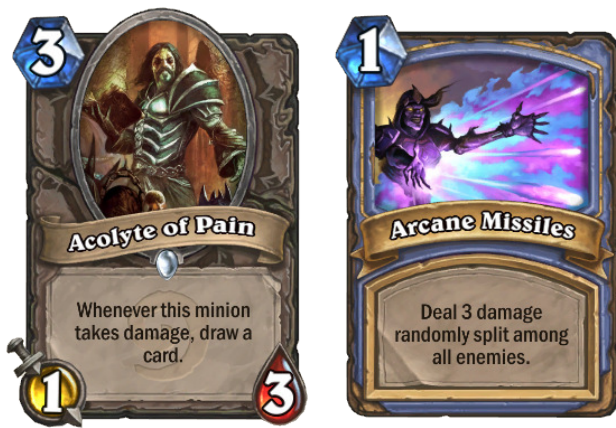 3
Acolyte of Pain
Whenever this minion
takes damage, draw a
card.
1
3
1
Arcane Missiles
Deal 3 damage
randomly split among
all enemies.